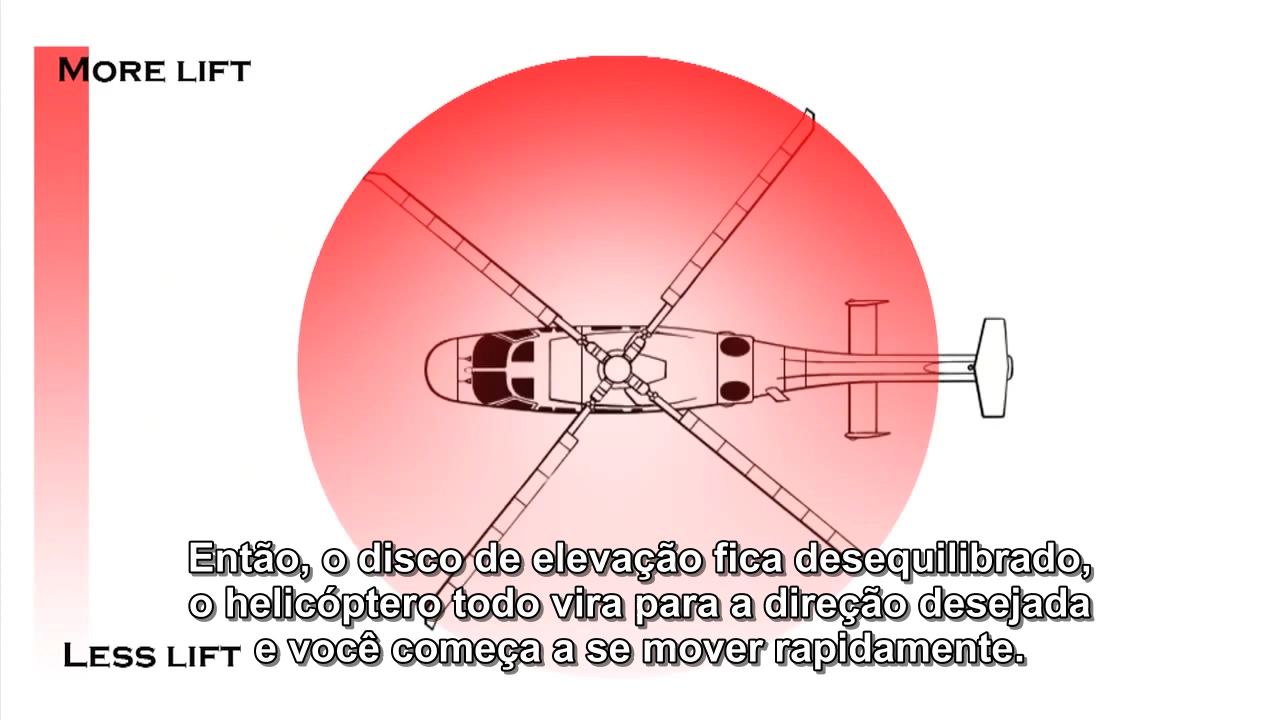 MORE LIFT
Então, o disco de elevação fica desequilibrado,
o helicóptero todo vira para a direção desejada
e você começa a se mover rapidamente.
LESS LIFT